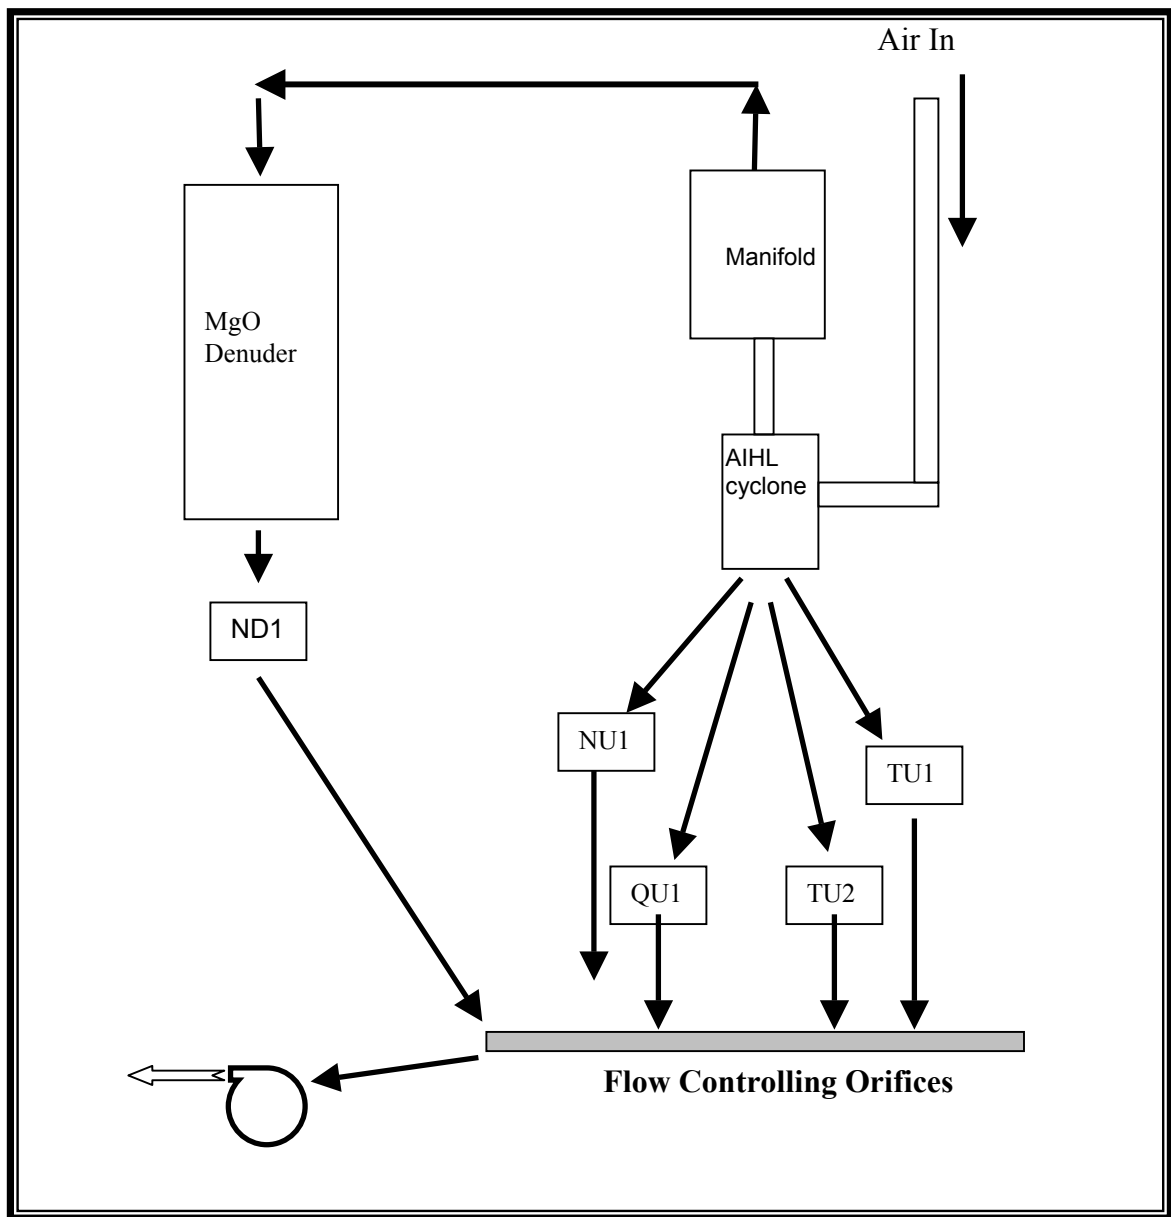 Air In
Manifold
MgO
Denuder
AIHL
cyclone
ND1
NU1
TU1
QU1
TU2
Flow Controlling Orifices